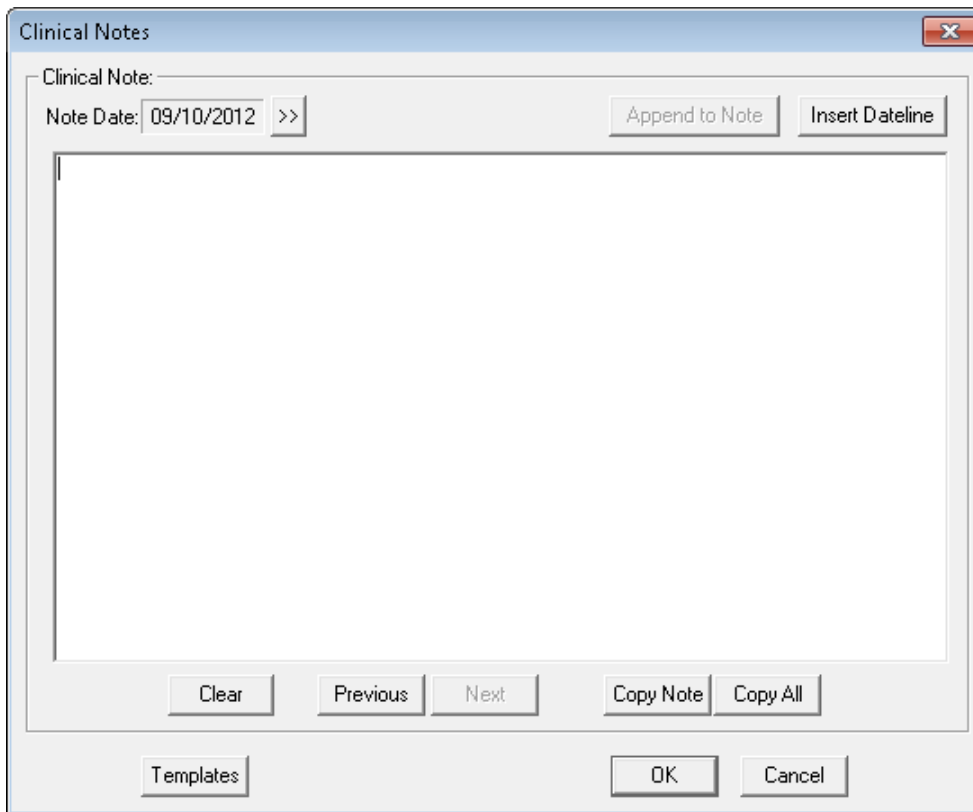 Clinical Notes
Clinical Note:
Note Date: 09/10/2012 >> Append to Note Insert Dateline
Clear Previous Next Copy Note Copy All
Templates OK Cancel